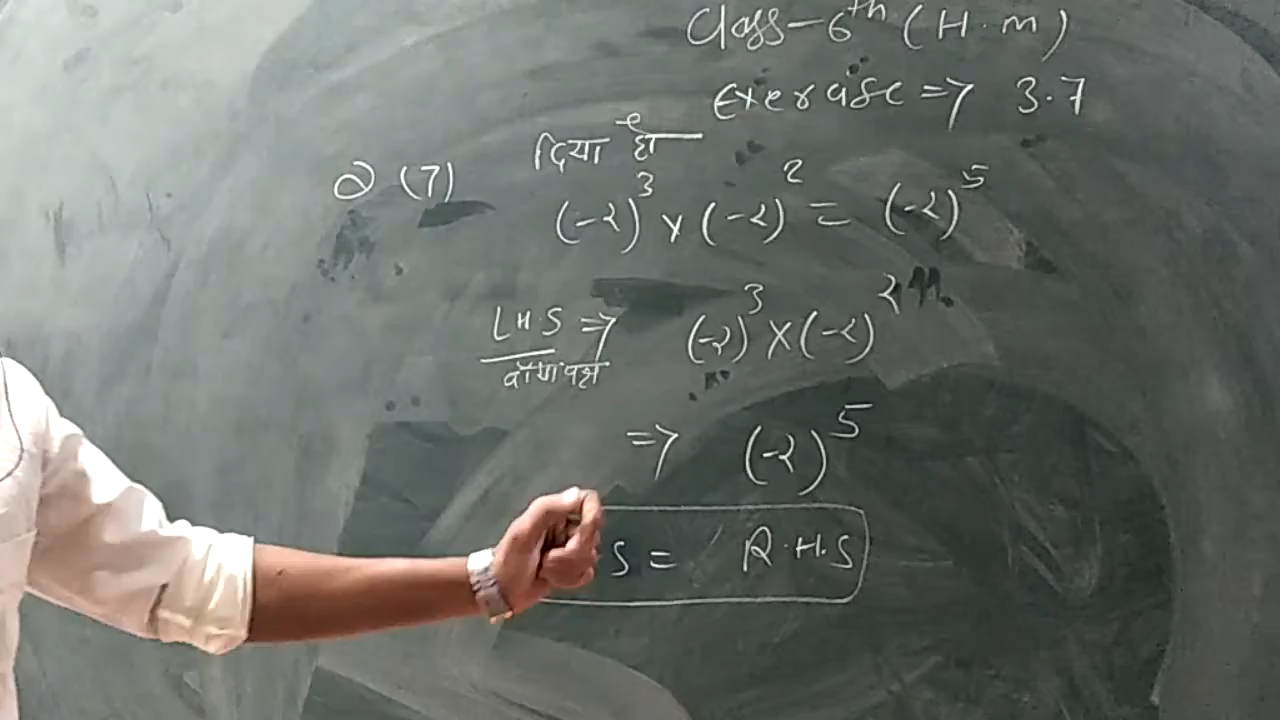 Class-6th (H.M)
Exercise => 3.7
दिया है
2 (7) (-2)^3 × (-2)^2 = (-2)^5
L.H.S => (-2)^3 × (-2)^2
बाँयापक्ष
=> (-2)^5
S = R.H.S